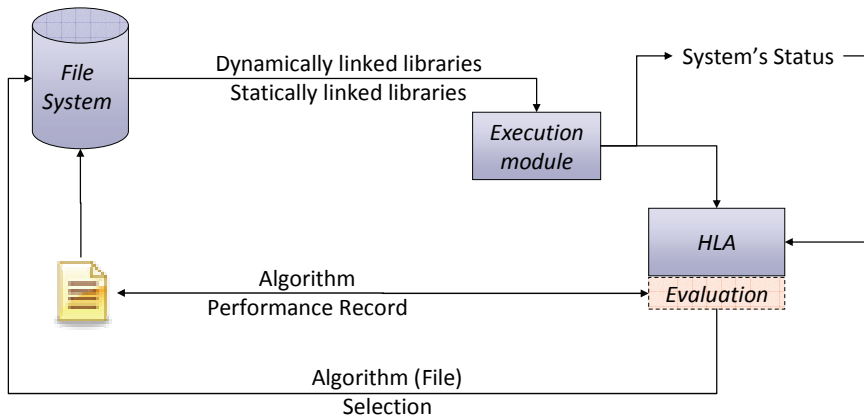 File
System
Dynamically linked libraries
Statically linked libraries
System's Status
Execution
module
HLA
Evaluation
Algorithm
Performance Record
Algorithm (File)
Selection